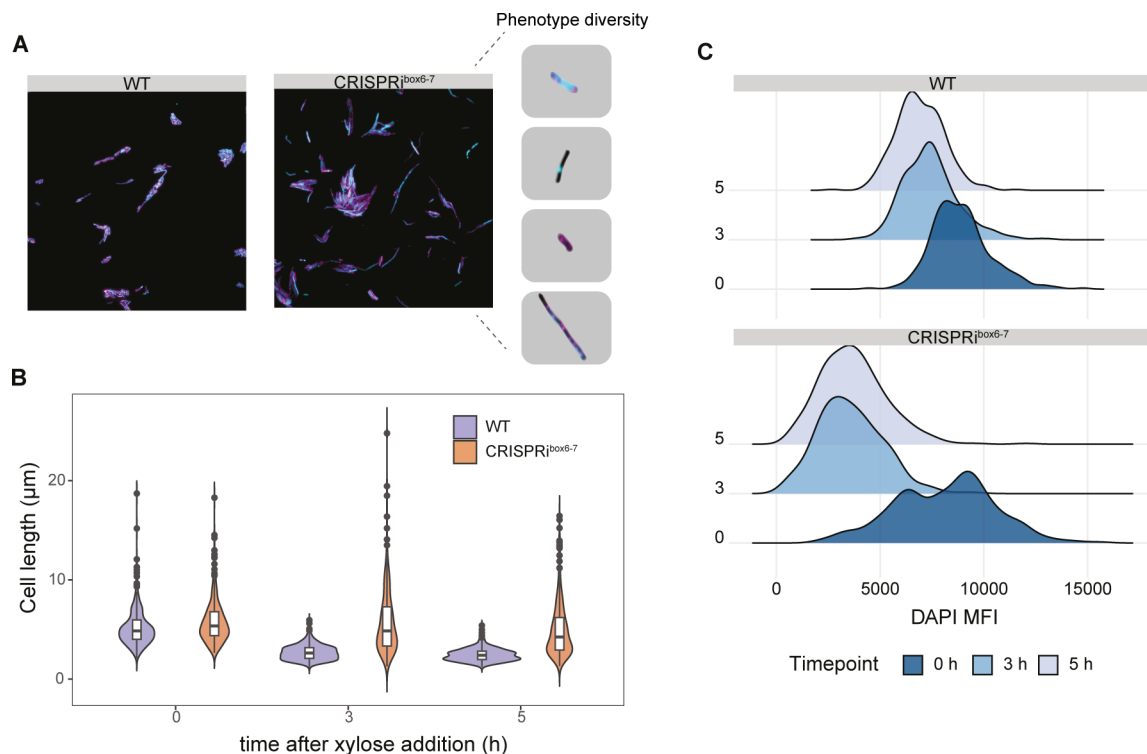 Phenotype diversity
A
WT
CRISPRi^box6-7
B
Cell length (µm)
20
10
0
WT
CRISPRi^box6-7
0
3
5
time after xylose addition (h)
C
WT
5
3
0
CRISPRi^box6-7
5
3
0
0 5000 10000 15000
DAPI MFI
Timepoint 0 h 3 h 5 h